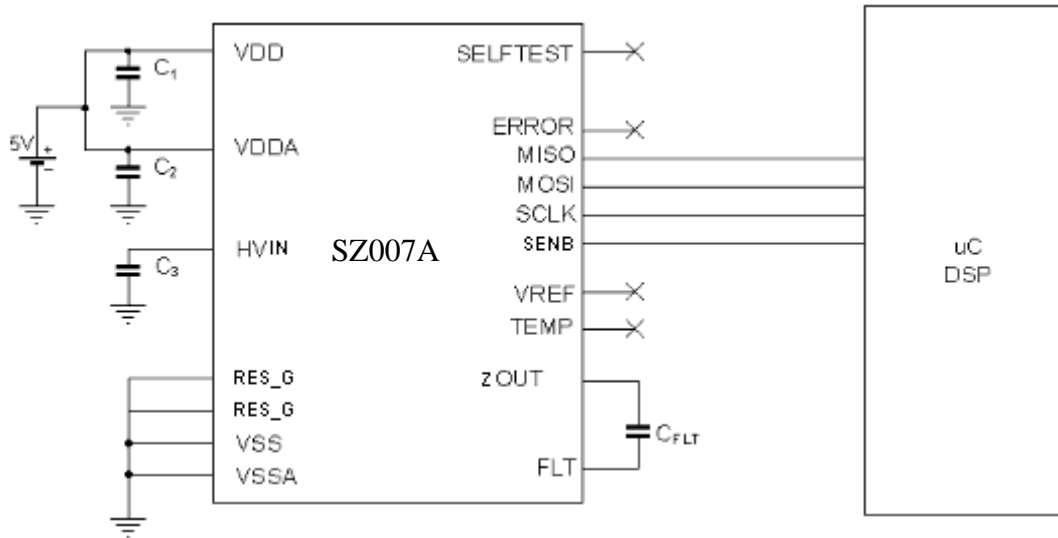 VDD
SELFTEST
C1
ERROR
5V
+
−
VDDA
MISO
C2
MOSI
SCLK
HVIN
SZ007A
SENB
uC
DSP
C3
VREF
TEMP
RES_G
ZOUT
RES_G
VSS
CFLT
VSSA
FLT